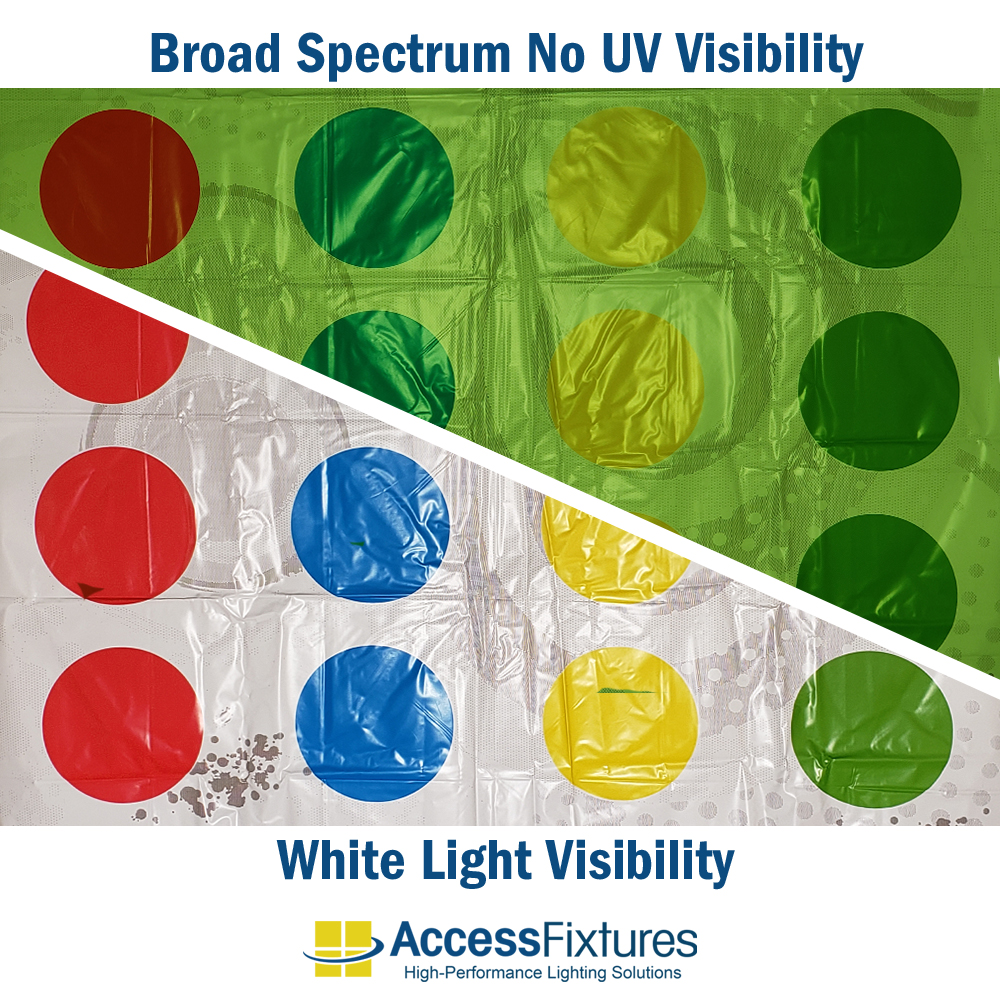 Broad Spectrum No UV Visibility
White Light Visibility
AccessFixtures
High-Performance Lighting Solutions